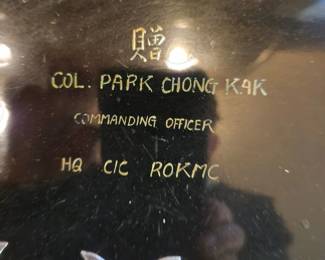 贈
COL. PARK CHONG KAK
COMMANDING OFFICER
HQ CIC ROKMC